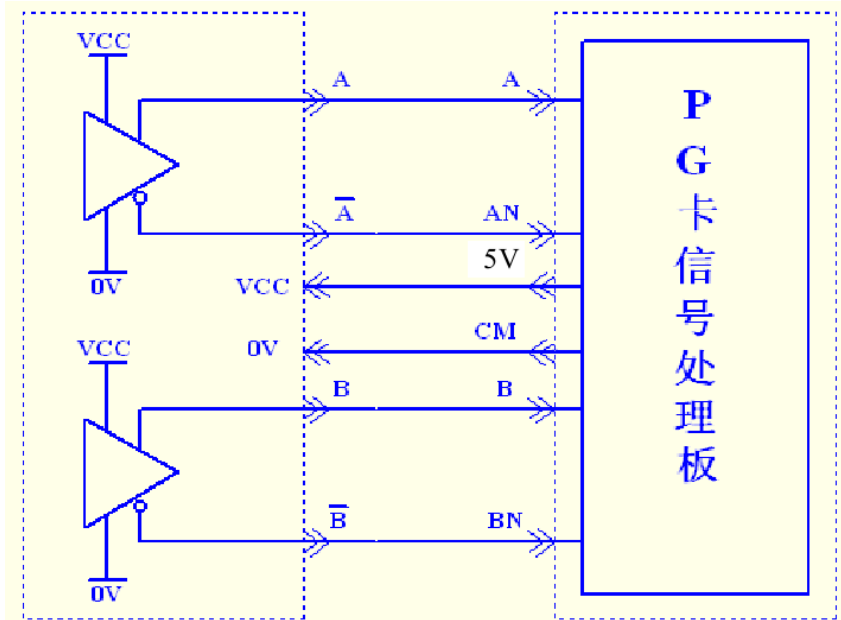 VCC
A A
A̅ AN
0V
5V
VCC
CM
0V
VCC
B B
B̅ BN
0V
P
G
卡
信
号
处
理
板